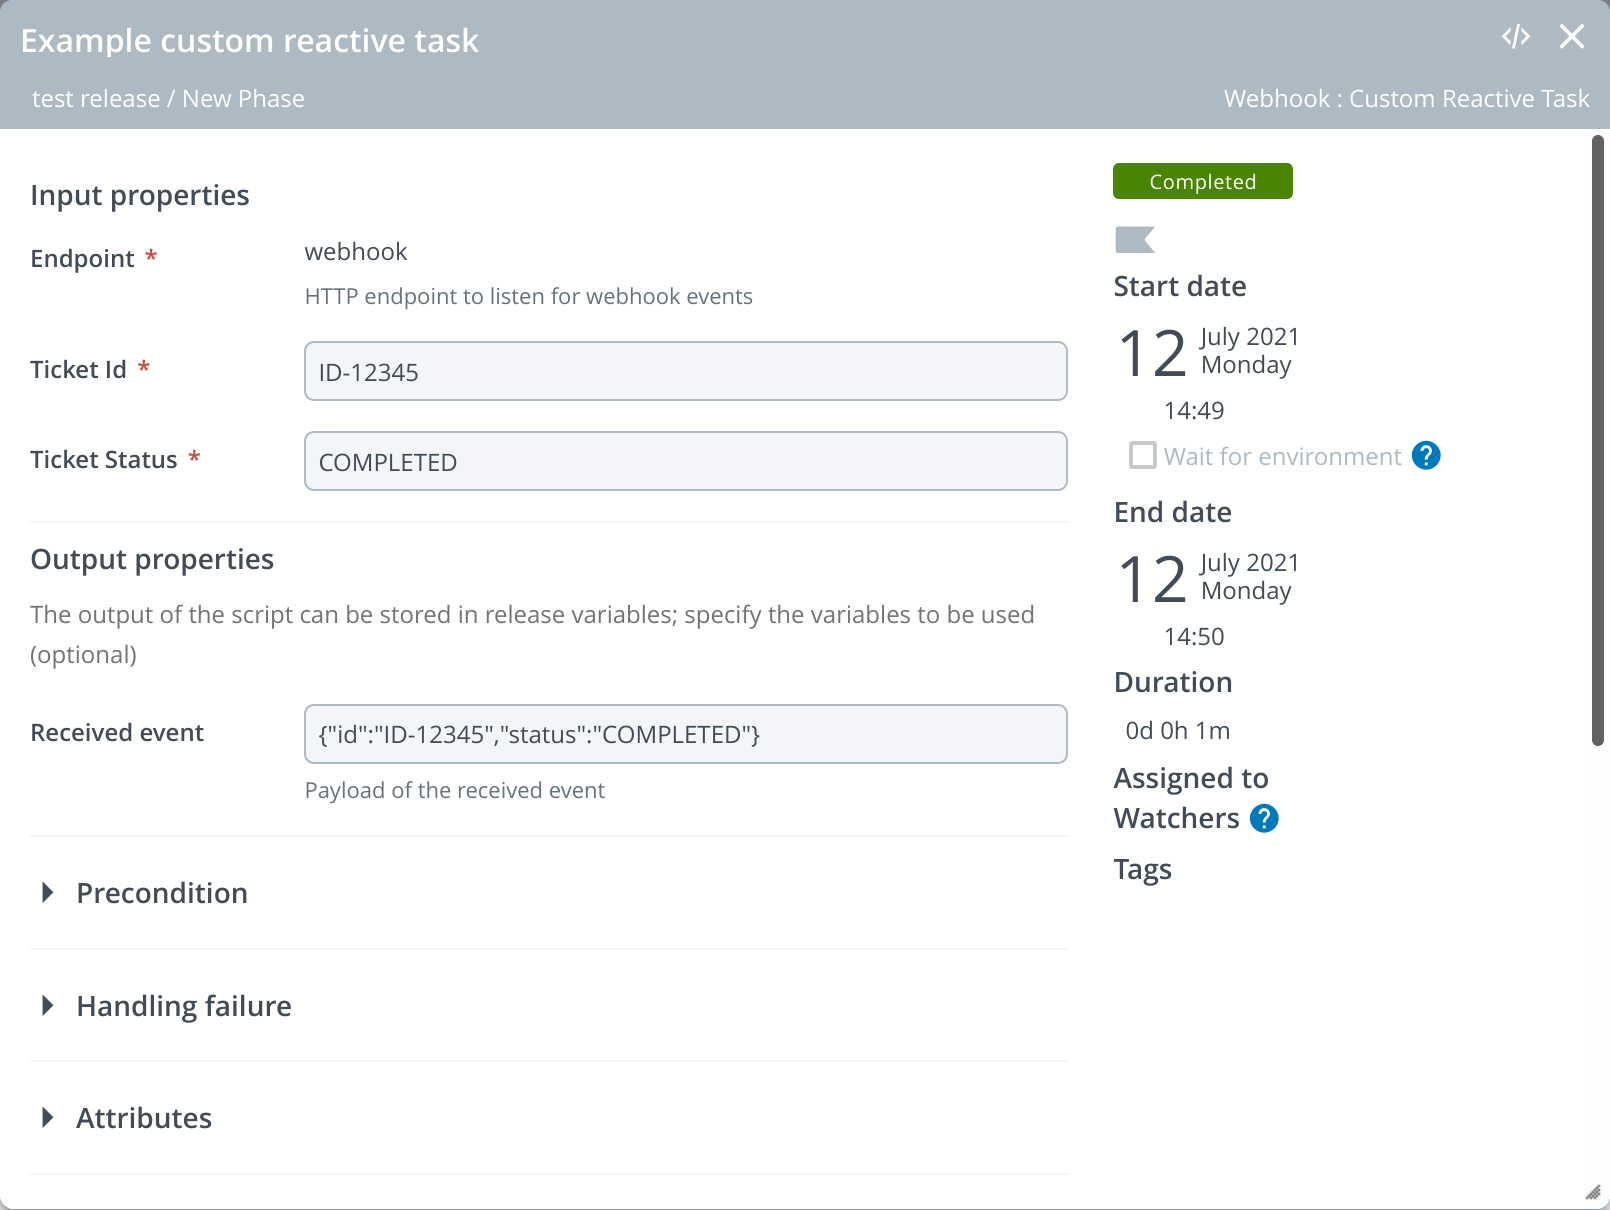 Example custom reactive task
test release / New Phase
Webhook : Custom Reactive Task
Input properties
Endpoint *
webhook
HTTP endpoint to listen for webhook events
Ticket Id *
ID-12345
Ticket Status *
COMPLETED
Output properties
The output of the script can be stored in release variables; specify the variables to be used
(optional)
Received event
{"id":"ID-12345","status":"COMPLETED"}
Payload of the received event
Precondition
Handling failure
Attributes
Completed
Start date
12 July 2021
Monday
14:49
Wait for environment ?
End date
12 July 2021
Monday
14:50
Duration
0d 0h 1m
Assigned to
Watchers ?
Tags